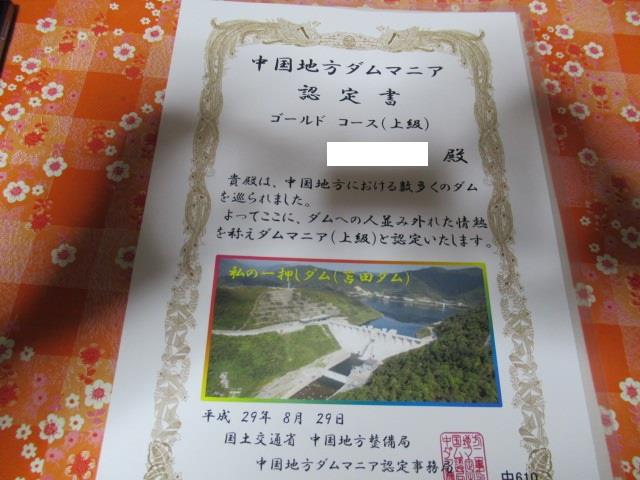 中国地方ダムマニア
認定書
ゴールド コース(上級)
殿
貴殿は、中国地方における数多くのダム
を巡られました。
よってここに、ダムへの人並み外れた情熱
を称えダムマニア(上級)と認定いたします。
私の一押しダム(苫田ダム)
平成 29年 8月 29日
国土交通省 中国地方整備局
中国地方ダムマニア認定事務局
中610